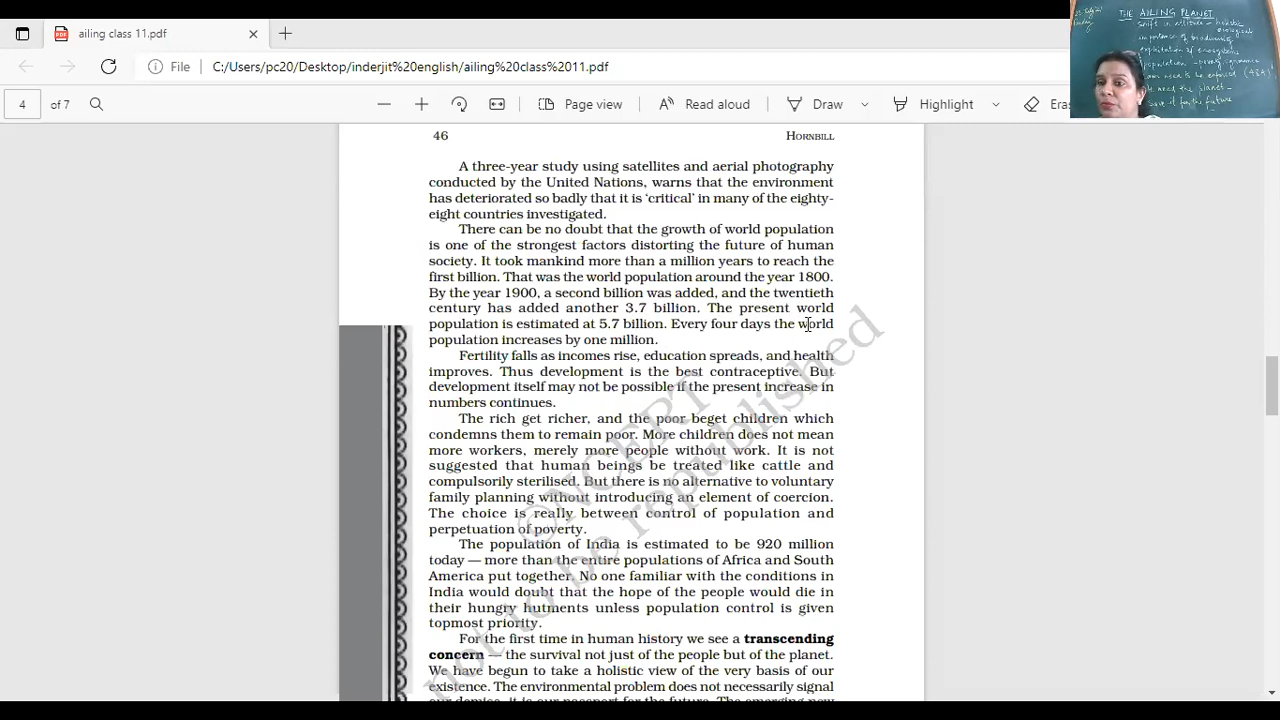 ailing class 11.pdf
File
C:/Users/pc20/Desktop/inderjit%20english/ailing%20class%2011.pdf
4 of 7
Page view
Read aloud
Draw
Highlight
THE AILING PLANET
46
HORNBILL
A three-year study using satellites and aerial photography
conducted by the United Nations, warns that the environment
has deteriorated so badly that it is ‘critical’ in many of the eighty-
eight countries investigated.
There can be no doubt that the growth of world population
is one of the strongest factors distorting the future of human
society. It took mankind more than a million years to reach the
first billion. That was the world population around the year 1800.
By the year 1900, a second billion was added, and the twentieth
century has added another 3.7 billion. The present world
population is estimated at 5.7 billion. Every four days the world
population increases by one million.
Fertility falls as incomes rise, education spreads, and health
improves. Thus development is the best contraceptive. But
development itself may not be possible if the present increase in
numbers continues.
The rich get richer, and the poor beget children which
condemns them to remain poor. More children does not mean
more workers, merely more people without work. It is not
suggested that human beings be treated like cattle and
compulsorily sterilised. But there is no alternative to voluntary
family planning without introducing an element of coercion.
The choice is really between control of population and
perpetuation of poverty.
The population of India is estimated to be 920 million
today — more than the entire populations of Africa and South
America put together. No one familiar with the conditions in
India would doubt that the hope of the people would die in
their hungry hutments unless population control is given
topmost priority.
For the first time in human history we see a transcending
concern — the survival not just of the people but of the planet.
We have begun to take a holistic view of the very basis of our
existence. The environmental problem does not necessarily signal
our demise, it is our passport for the future. The emerging new
©NCERT
not to be republished